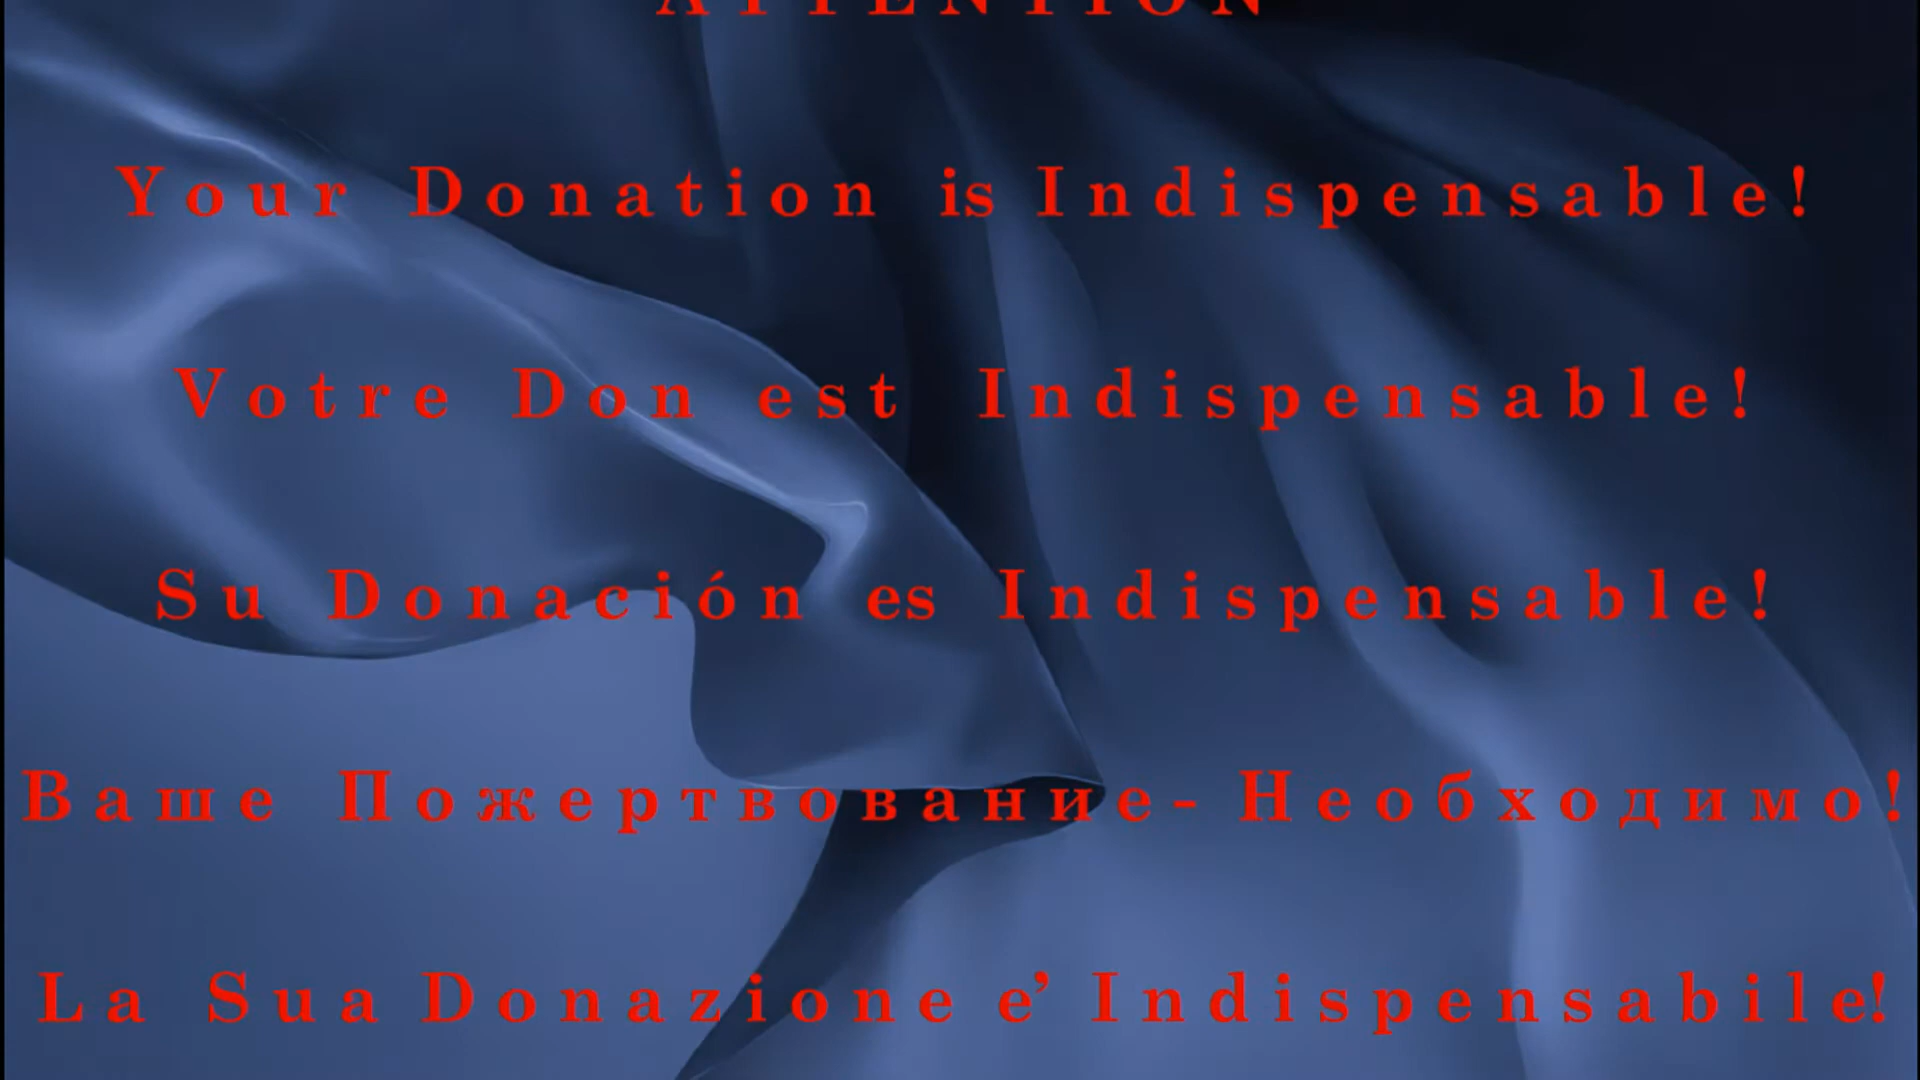 ATTENTION
Your Donation is Indispensable!
Votre Don est Indispensable!
Su Donación es Indispensable!
Ваше Пожертвование- Необходимо!
La Sua Donazione e’ Indispensabile!